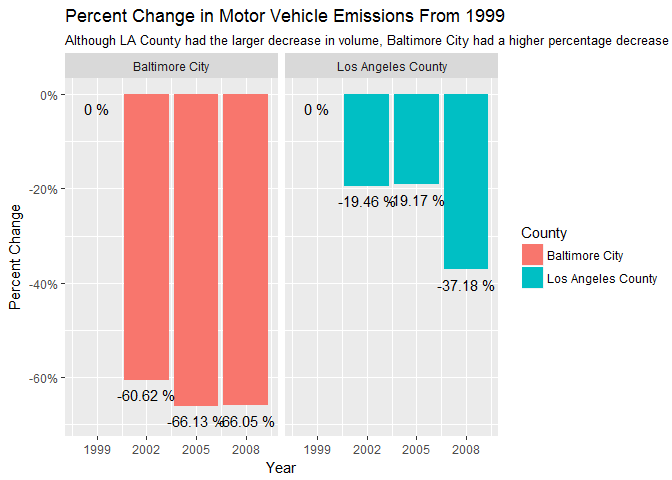 Percent Change in Motor Vehicle Emissions From 1999
Although LA County had the larger decrease in volume, Baltimore City had a higher percentage decrease
Baltimore City
Los Angeles County
0%
-20%
-40%
-60%
Percent Change
0 %
-60.62 %
-66.13 %
-66.05 %
0 %
-19.46 %
-19.17 %
-37.18 %
1999 2002 2005 2008
1999 2002 2005 2008
Year
County
Baltimore City
Los Angeles County